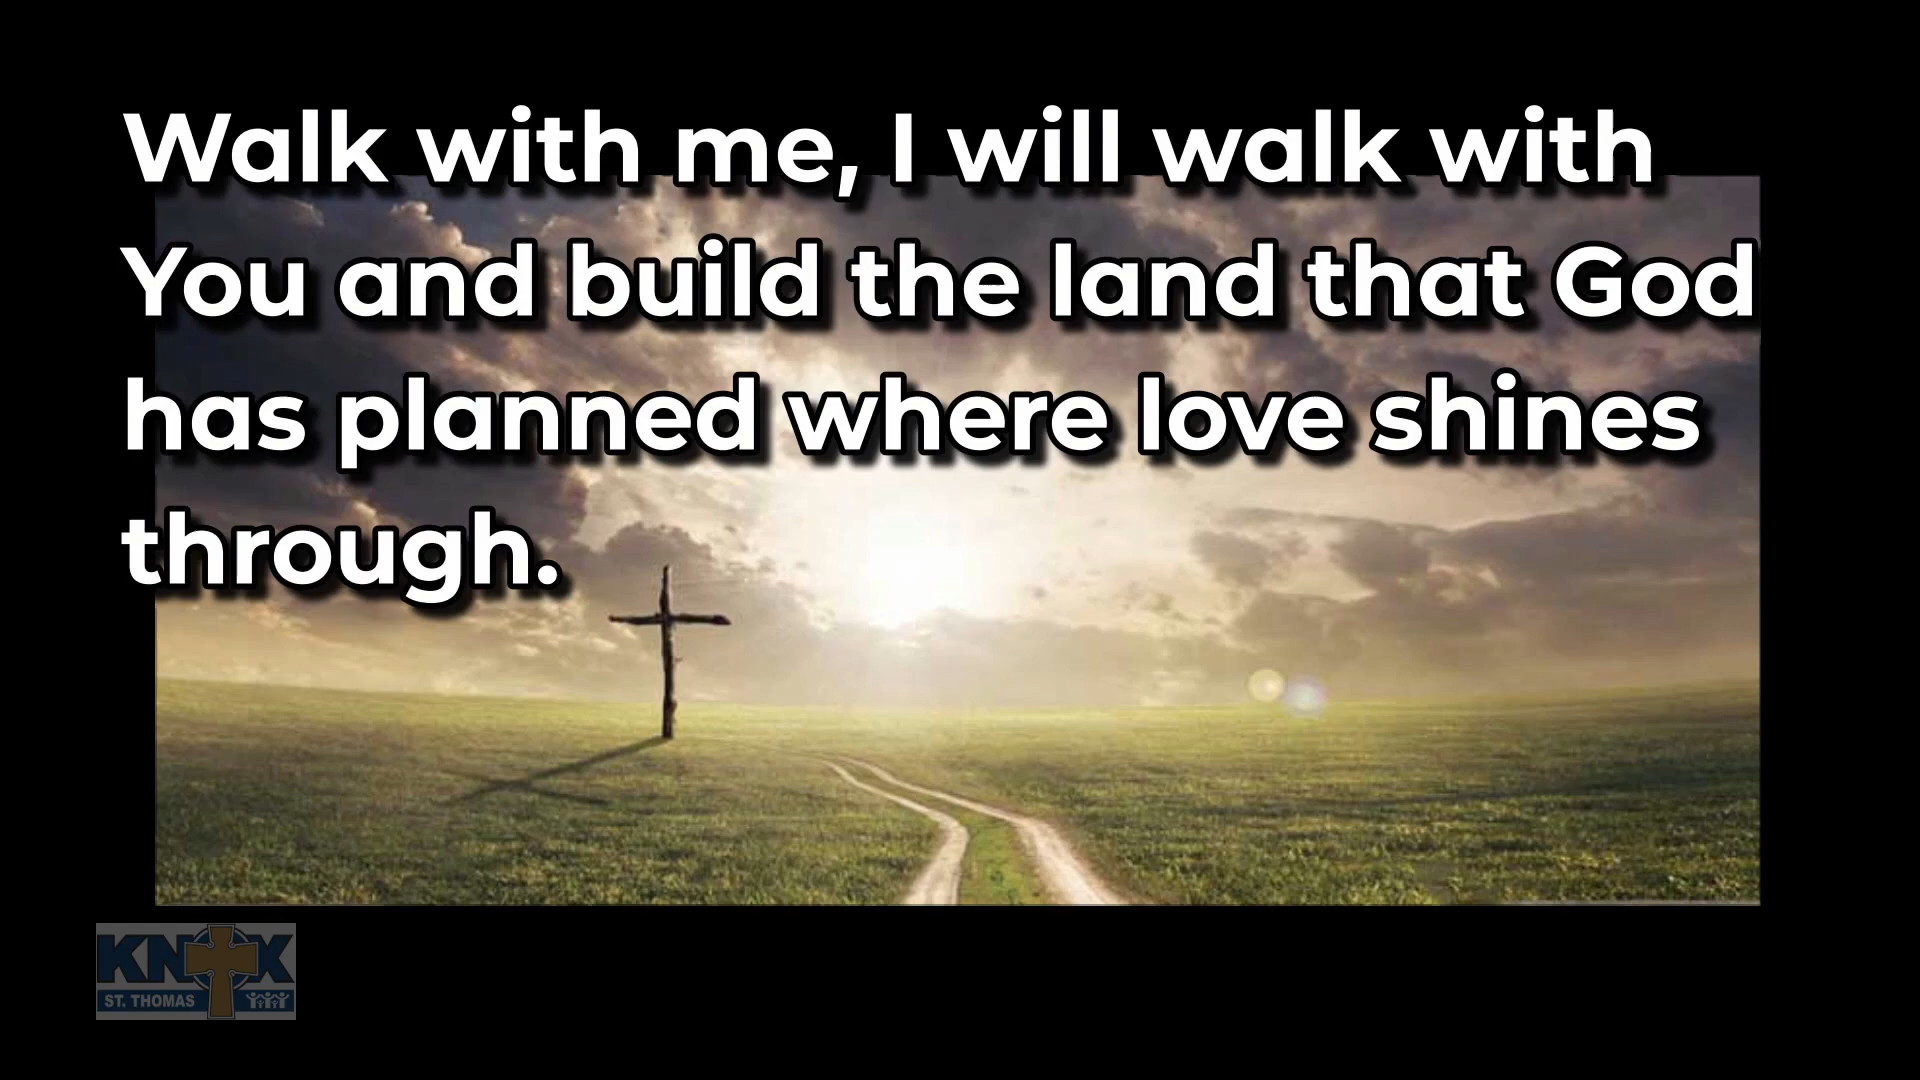 Walk with me, I will walk with
You and build the land that God
has planned where love shines
through.
KNOX
ST. THOMAS